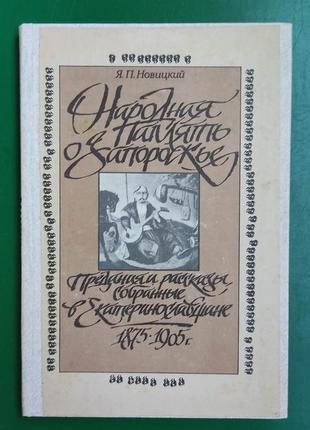 Я. П. Новицкий
Народная
память
о Запорожье
Предания и рассказы,
собранные
в Екатеринославщине
1875-1905 г.